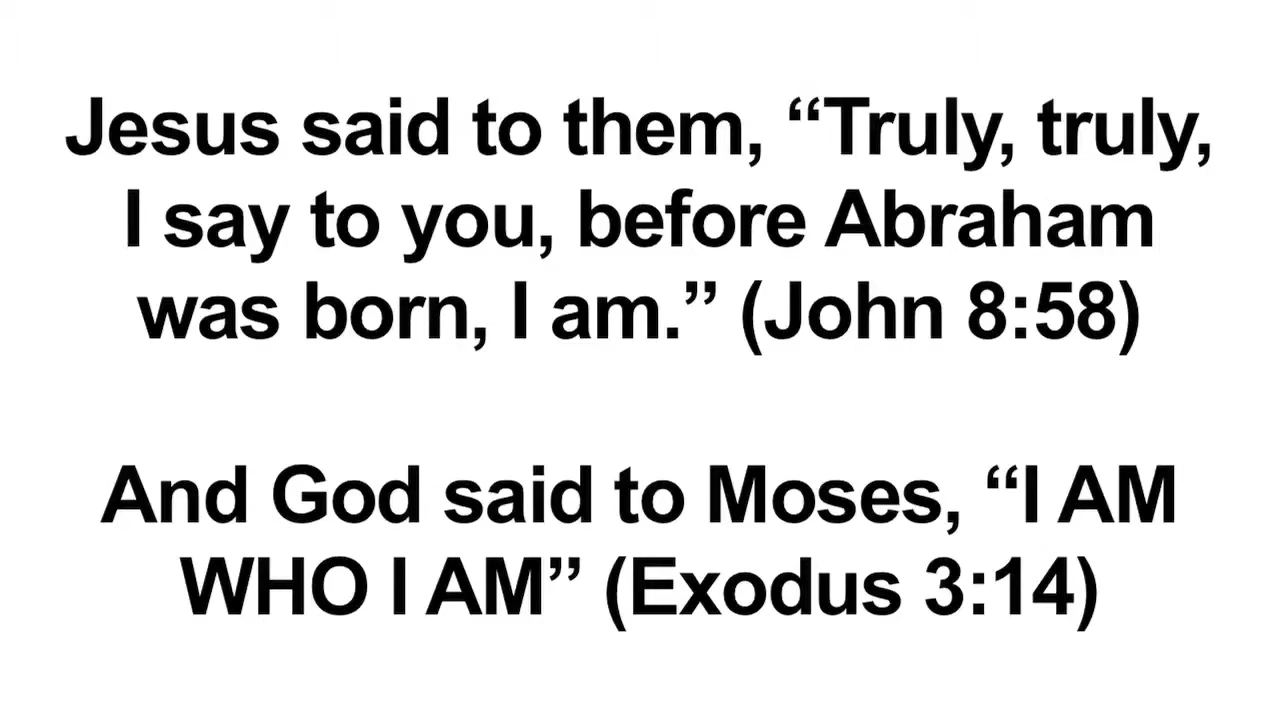 Jesus said to them, “Truly, truly,
I say to you, before Abraham
was born, I am.” (John 8:58)
And God said to Moses, “I AM
WHO I AM” (Exodus 3:14)